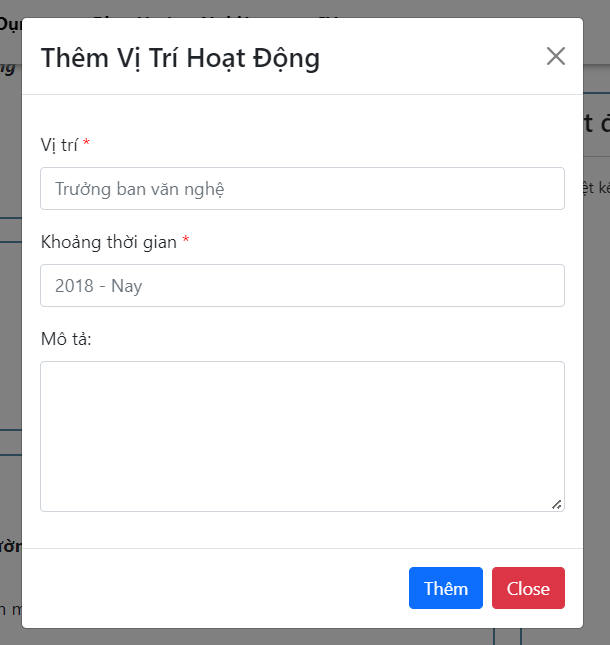 Thêm Vị Trí Hoạt Động
Vị trí *
Trưởng ban văn nghệ
Khoảng thời gian *
2018 - Nay
Mô tả:
Thêm Close